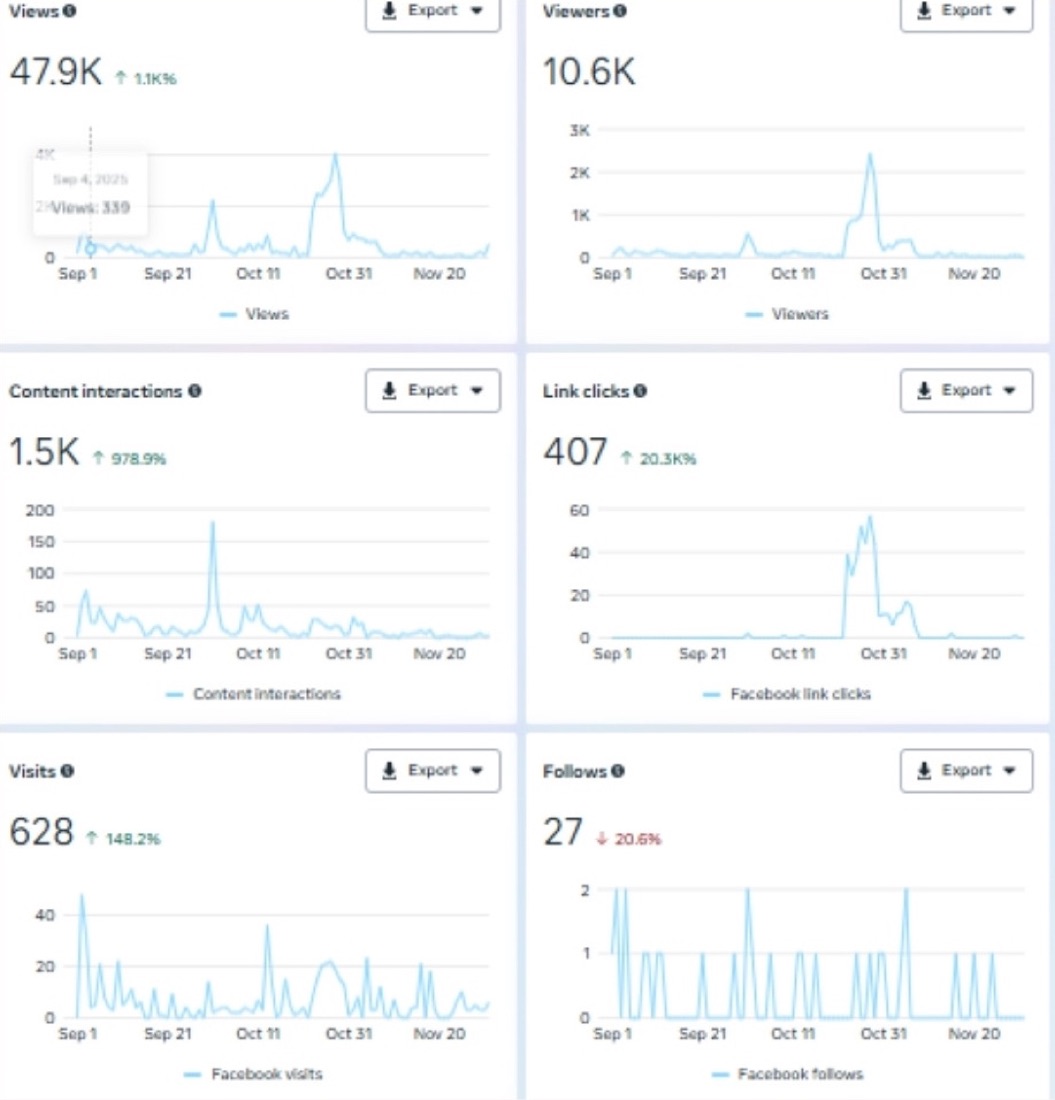 Views Export
47.9K ↑ 1.1K%
4K
Sep 4, 2025
2K
Views: 339
0
Sep 1 Sep 21 Oct 11 Oct 31 Nov 20
Views
Viewers Export
10.6K
3K
2K
1K
0
Sep 1 Sep 21 Oct 11 Oct 31 Nov 20
Viewers
Content interactions Export
1.5K ↑ 978.9%
200
150
100
50
0
Sep 1 Sep 21 Oct 11 Oct 31 Nov 20
Content interactions
Link clicks Export
407 ↑ 20.3K%
60
40
20
0
Sep 1 Sep 21 Oct 11 Oct 31 Nov 20
Facebook link clicks
Visits Export
628 ↑ 148.2%
40
20
0
Sep 1 Sep 21 Oct 11 Oct 31 Nov 20
Facebook visits
Follows Export
27 ↓ 20.6%
2
1
0
Sep 1 Sep 21 Oct 11 Oct 31 Nov 20
Facebook follows